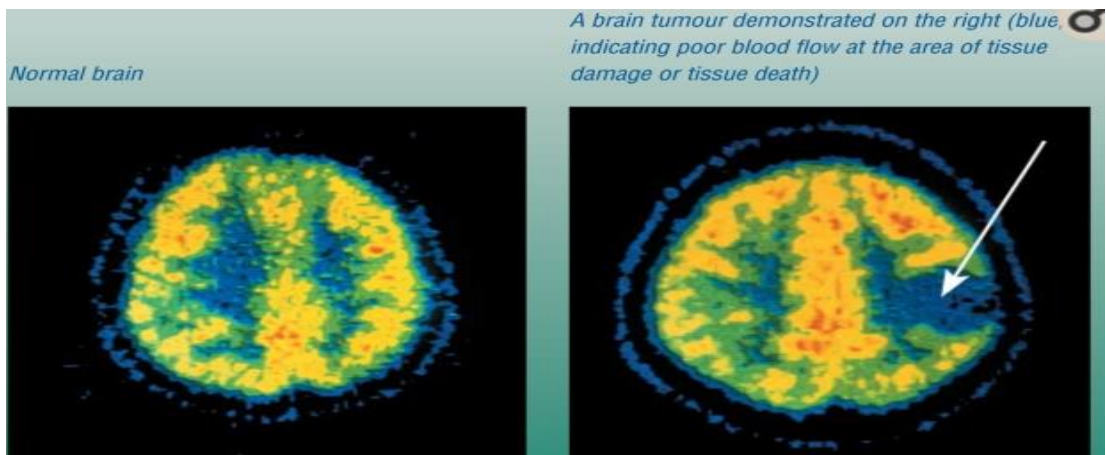 Normal brain
A brain tumour demonstrated on the right (blue,
indicating poor blood flow at the area of tissue
damage or tissue death)